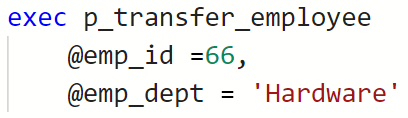 exec p_transfer_employee
@emp_id =66,
@emp_dept = 'Hardware'